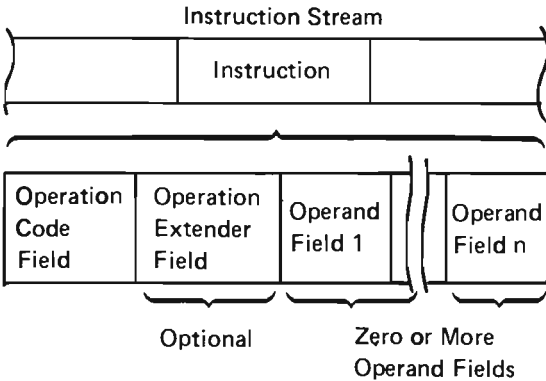 Instruction Stream
Instruction
Operation
Code
Field
Operation
Extender
Field
Operand
Field 1
Operand
Field n
Optional
Zero or More
Operand Fields